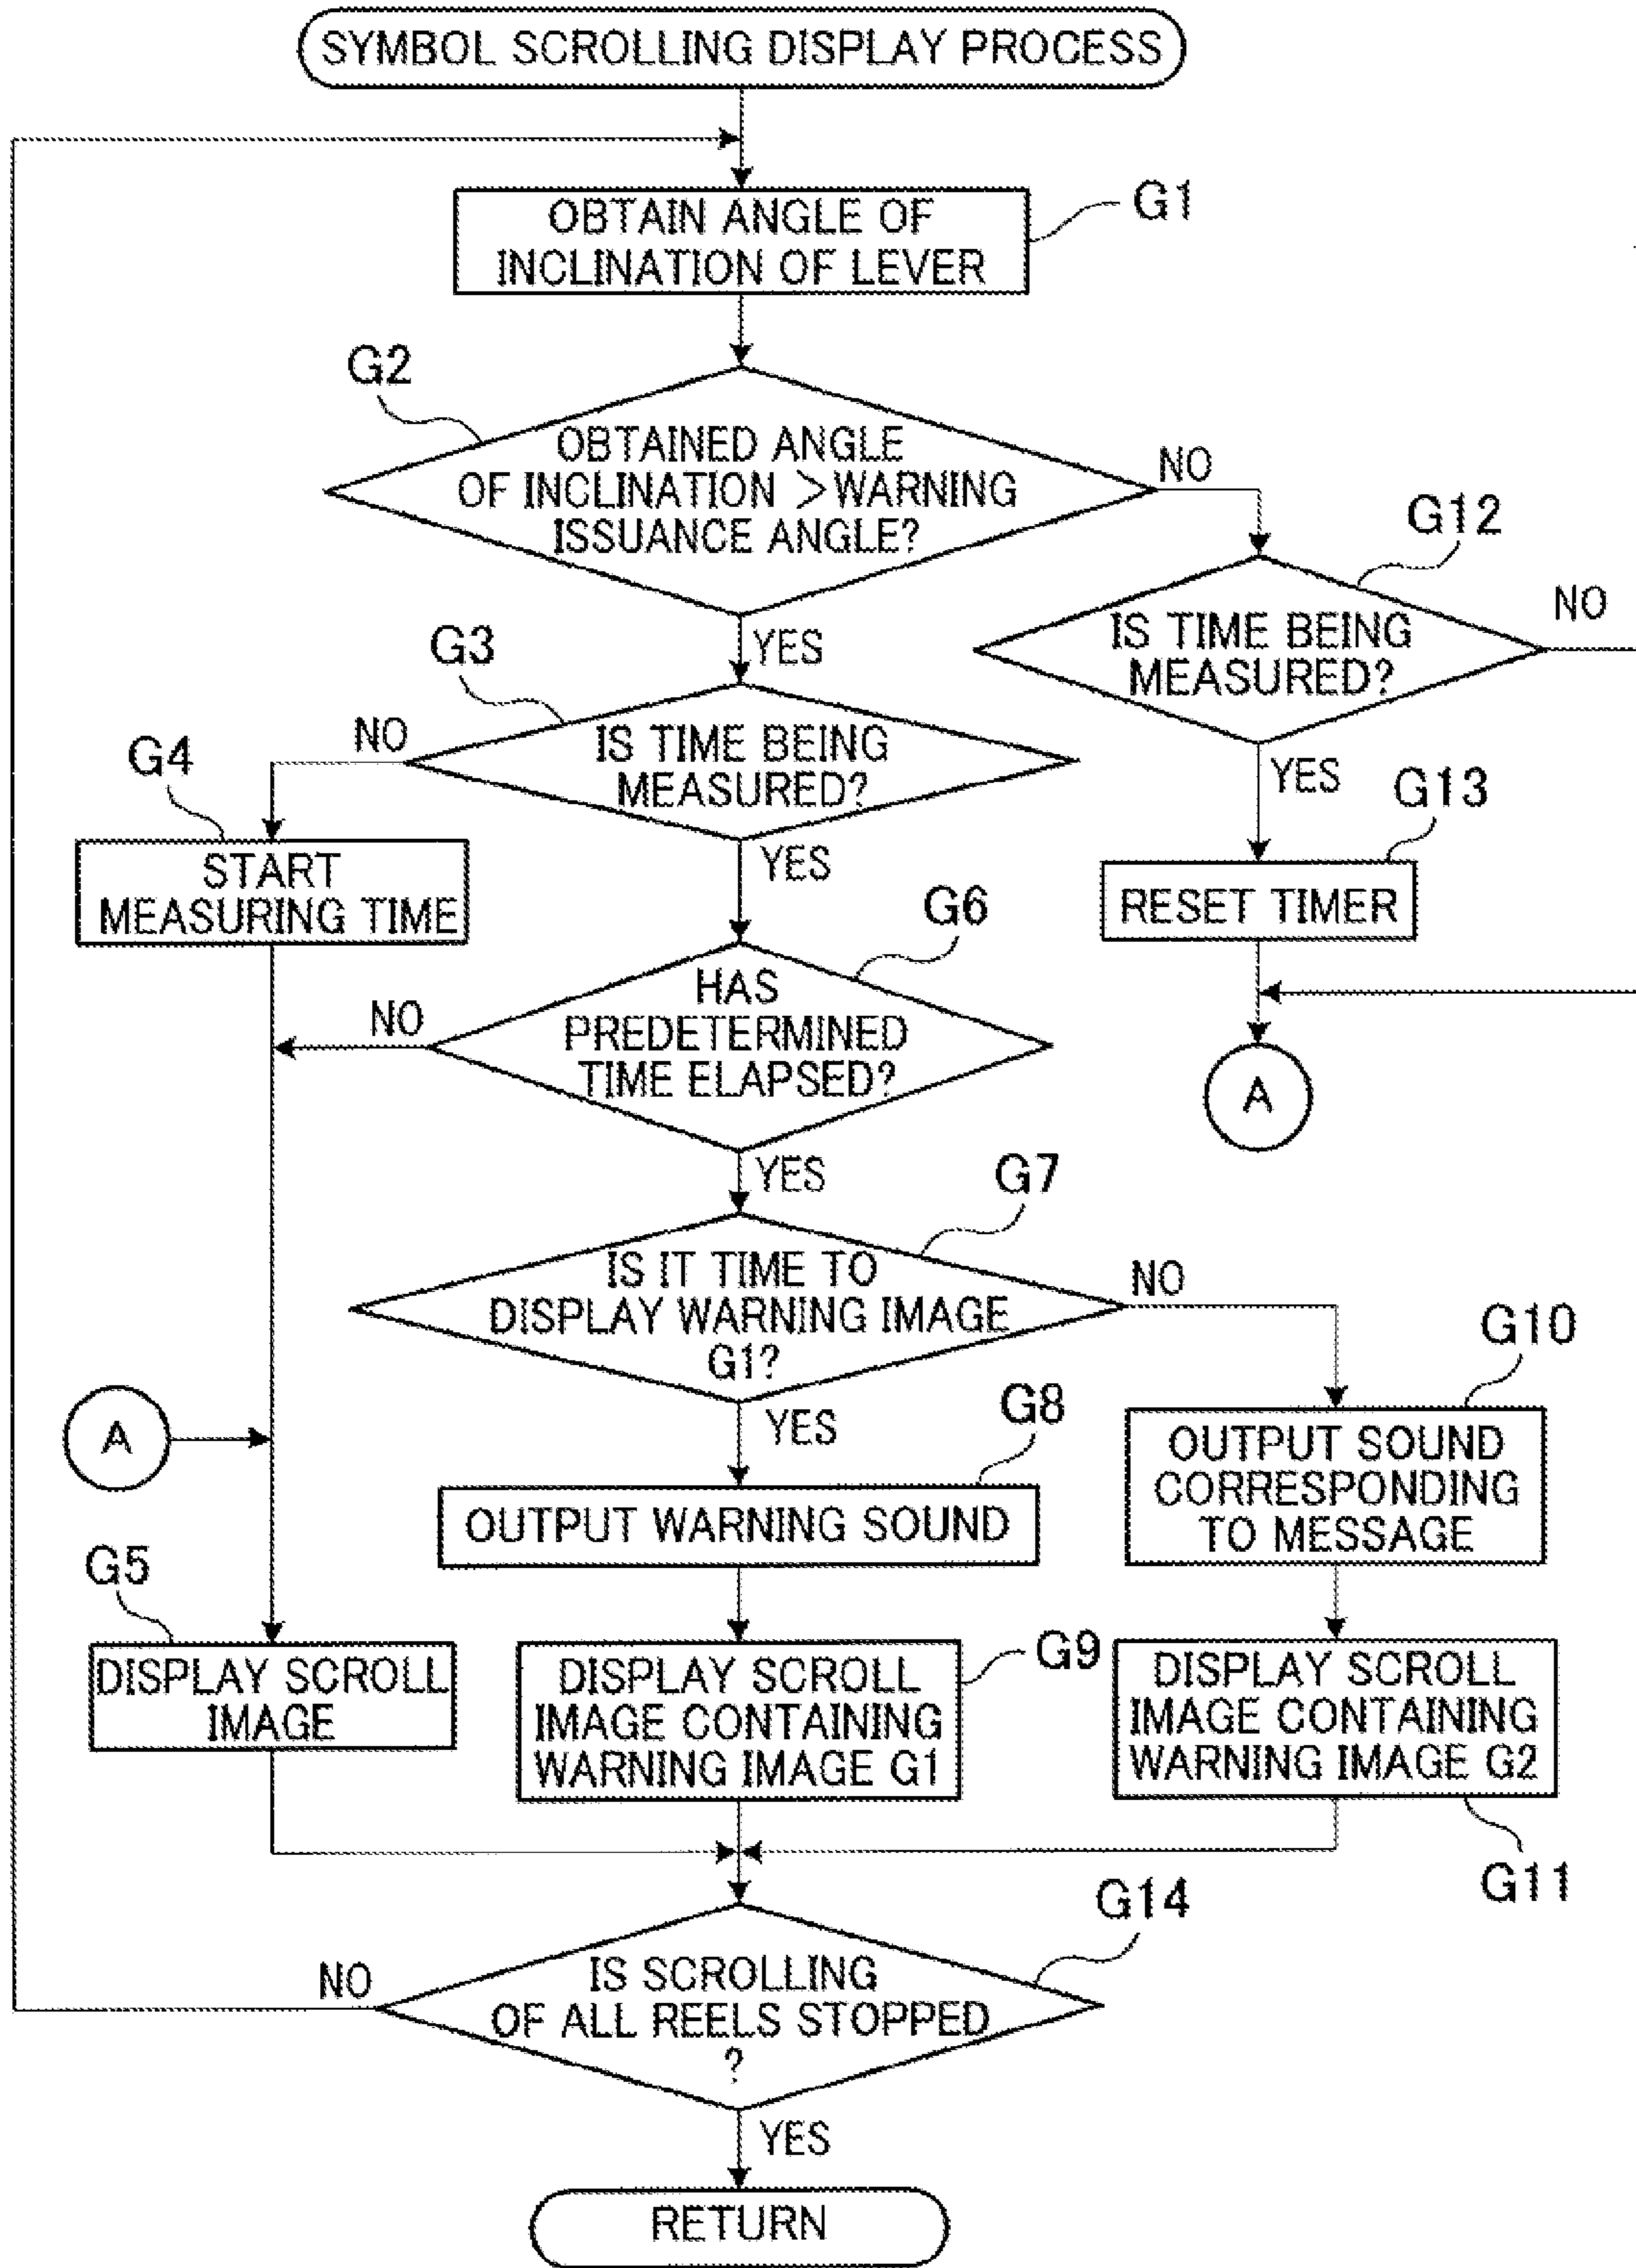 SYMBOL SCROLLING DISPLAY PROCESS
OBTAIN ANGLE OF
INCLINATION OF LEVER
G1
G2
OBTAINED ANGLE
OF INCLINATION >WARNING
ISSUANCE ANGLE?
NO
YES
G12
IS TIME BEING
MEASURED?
NO
YES
G3
IS TIME BEING
MEASURED?
NO
YES
G4
START
MEASURING TIME
G13
RESET TIMER
A
G6
HAS
PREDETERMINED
TIME ELAPSED?
NO
YES
G7
IS IT TIME TO
DISPLAY WARNING IMAGE
G1?
NO
YES
A
G8
OUTPUT WARNING SOUND
G10
OUTPUT SOUND
CORRESPONDING
TO MESSAGE
G5
DISPLAY SCROLL
IMAGE
G9
DISPLAY SCROLL
IMAGE CONTAINING
WARNING IMAGE G1
DISPLAY SCROLL
IMAGE CONTAINING
WARNING IMAGE G2
G11
G14
IS SCROLLING
OF ALL REELS STOPPED
?
NO
YES
RETURN